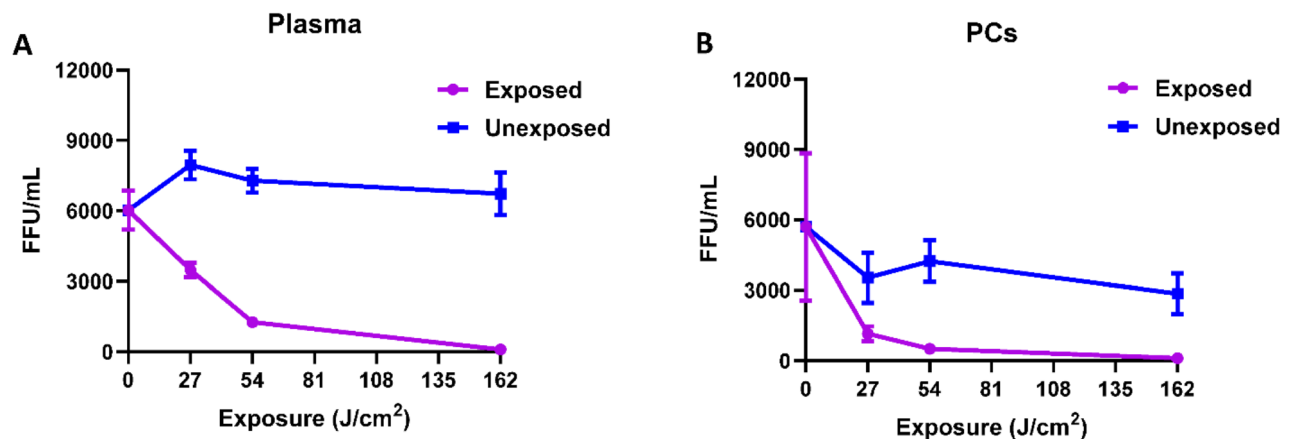 A
Plasma
12000
9000
6000
3000
0
FFU/mL
Exposed
Unexposed
0 27 54 81 108 135 162
Exposure (J/cm²)
B
PCs
12000
9000
6000
3000
0
FFU/mL
Exposed
Unexposed
0 27 54 81 108 135 162
Exposure (J/cm²)